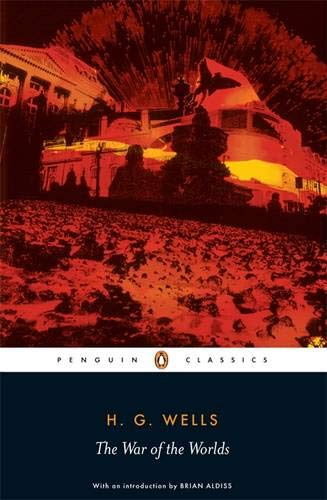 PENGUIN CLASSICS
H. G. WELLS
The War of the Worlds
With an introduction by BRIAN ALDISS